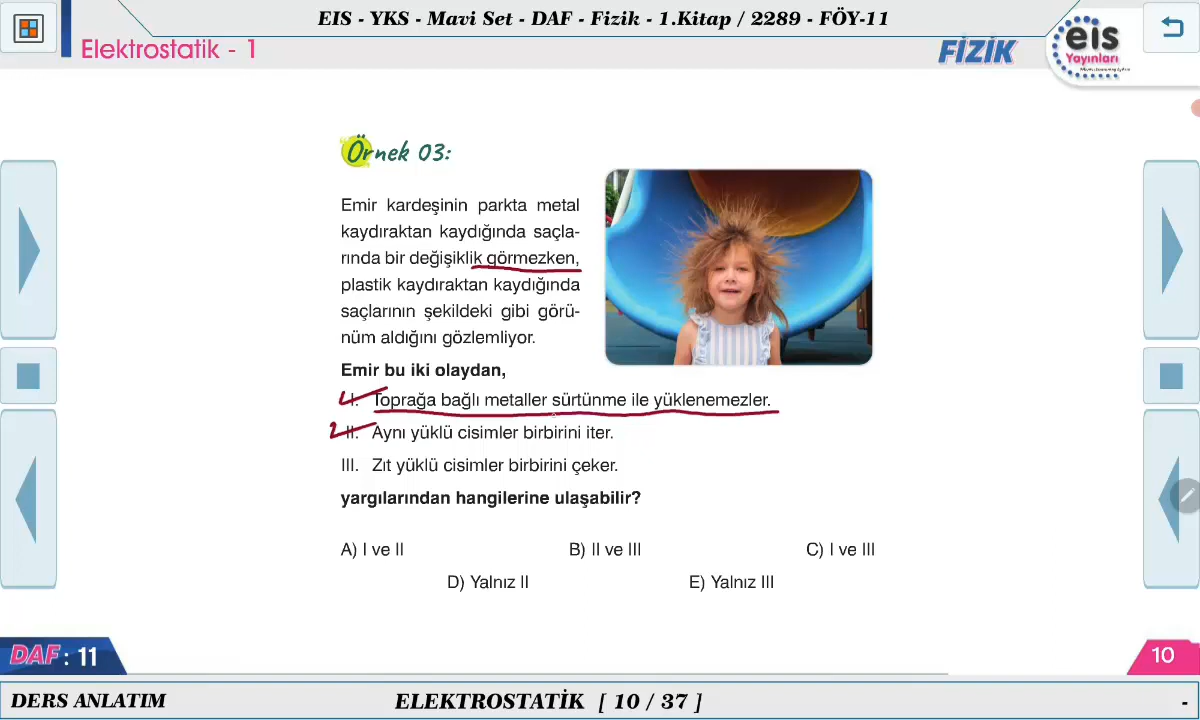 EIS - YKS - Mavi Set - DAF - Fizik - 1.Kitap / 2289 - FÖY-11
Elektrostatik - 1
FİZİK
eis
Yayınları
Örnek 03:
Emir kardeşinin parkta metal
kaydıraktan kaydığında saçla-
rında bir değişiklik görmezken,
plastik kaydıraktan kaydığında
saçlarının şekildeki gibi görü-
nüm aldığını gözlemliyor.
Emir bu iki olaydan,
I. Toprağa bağlı metaller sürtünme ile yüklenemezler.
II. Aynı yüklü cisimler birbirini iter.
III. Zıt yüklü cisimler birbirini çeker.
yargılarından hangilerine ulaşabilir?
A) I ve II B) II ve III C) I ve III
D) Yalnız II E) Yalnız III
DAF : 11
10
DERS ANLATIM ELEKTROSTATİK [ 10 / 37 ] -